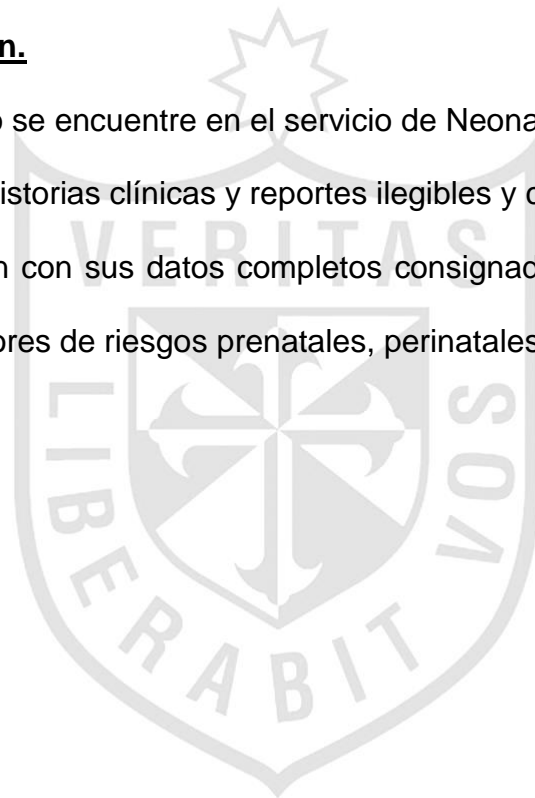 n.
o se encuentre en el servicio de Neona
istorias clínicas y reportes ilegibles y
n con sus datos completos consignad
ores de riesgos prenatales, perinatales
VERITAS
LIBERABIT
VOS